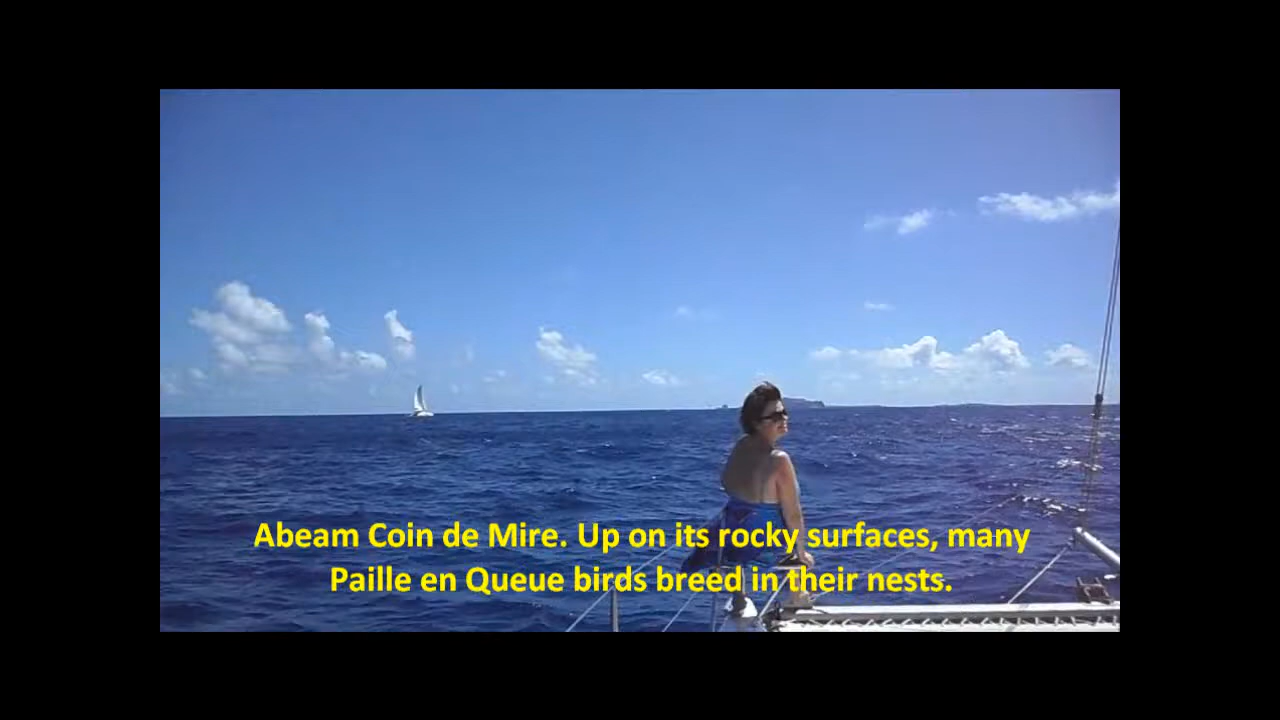 Abeam Coin de Mire. Up on its rocky surfaces, many
Paille en Queue birds breed in their nests.